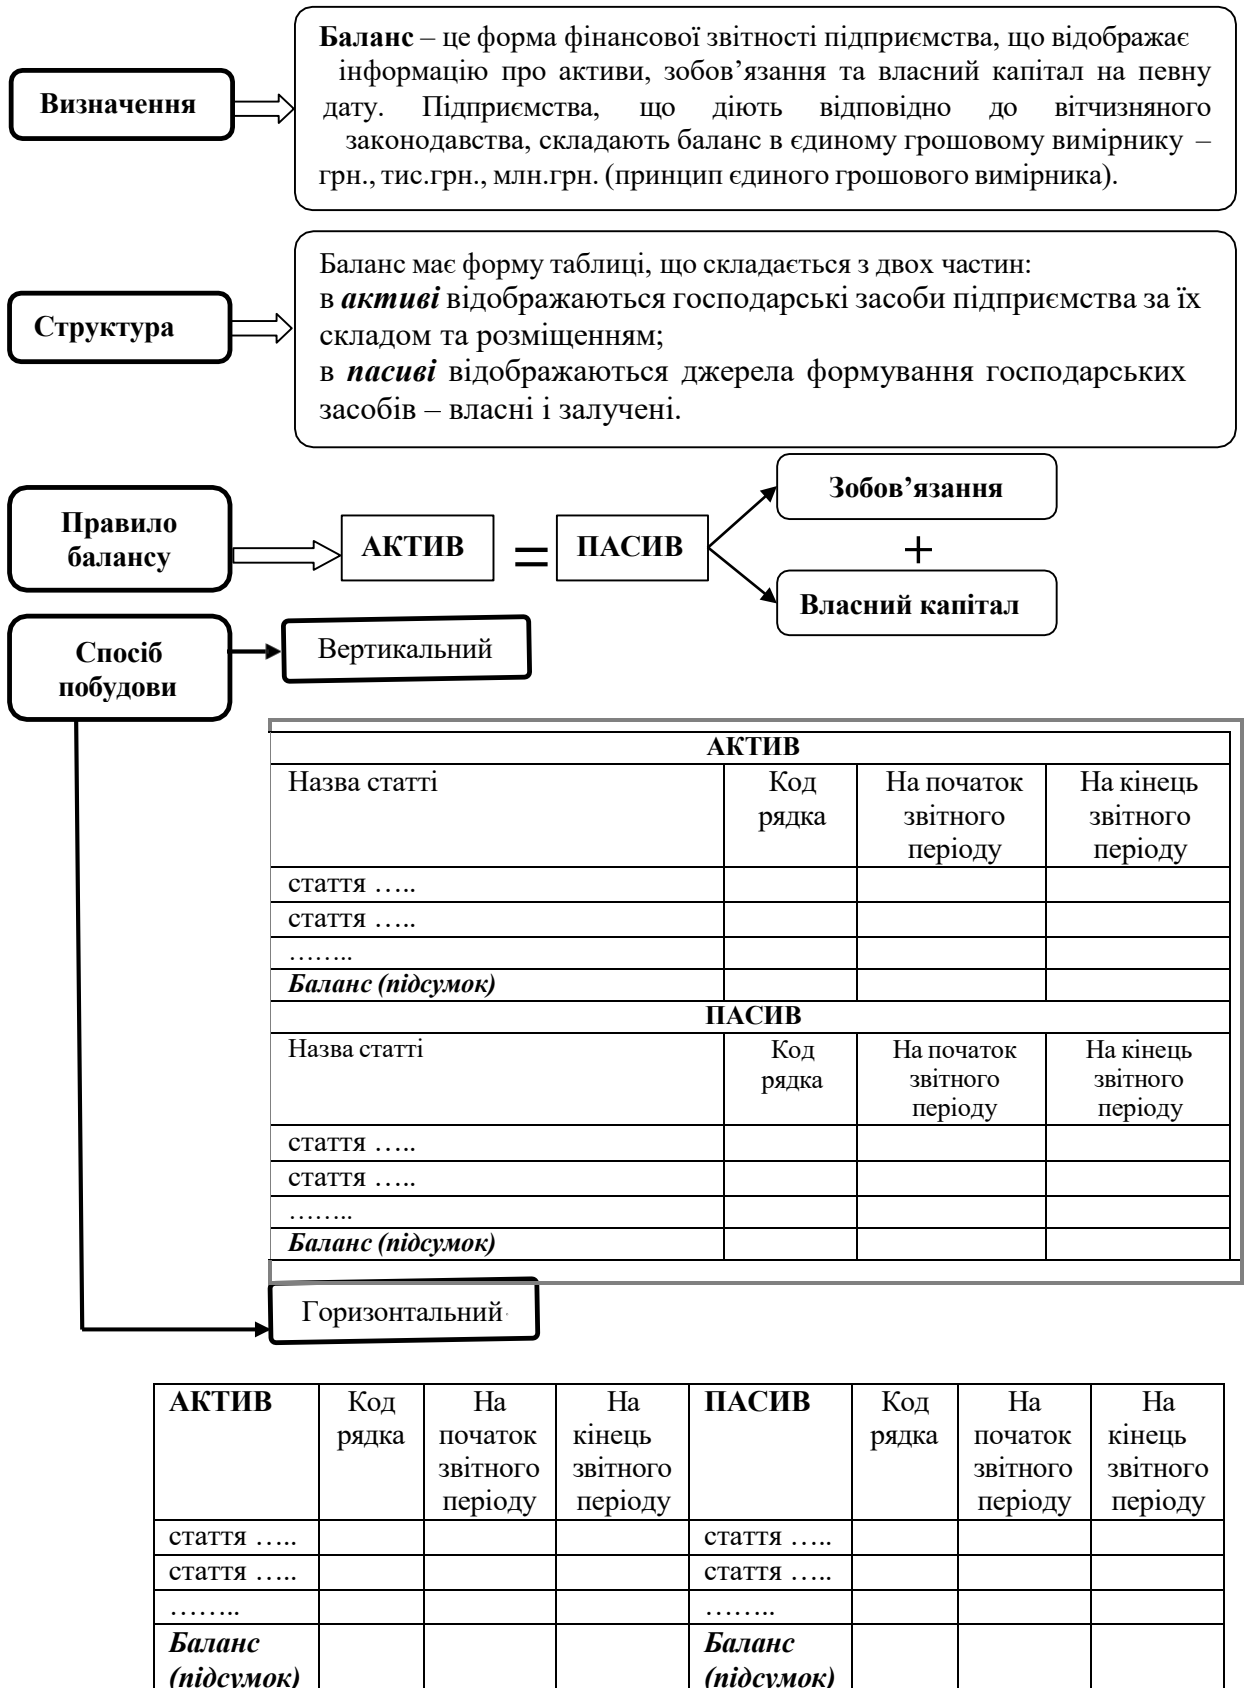 Баланс – це форма фінансової звітності підприємства, що відображає
інформацію про активи, зобов’язання та власний капітал на певну
Визначення
дату. Підприємства, що діють відповідно до вітчизняного
законодавства, складають баланс в єдиному грошовому вимірнику –
грн., тис.грн., млн.грн. (принцип єдиного грошового вимірника).
Баланс має форму таблиці, що складається з двох частин:
в активі відображаються господарські засоби підприємства за їх
Структура
складом та розміщенням;
в пасиві відображаються джерела формування господарських
засобів – власні і залучені.
Правило
балансу
АКТИВ = ПАСИВ
Зобов’язання
+
Власний капітал
Спосіб
побудови
Вертикальний
АКТИВ
Назва статті Код На початок На кінець
рядка звітного звітного
періоду періоду
стаття …..
стаття …..
……..
Баланс (підсумок)
ПАСИВ
Назва статті Код На початок На кінець
рядка звітного звітного
періоду періоду
стаття …..
стаття …..
……..
Баланс (підсумок)
Горизонтальний
АКТИВ Код На На ПАСИВ Код На На
рядка початок кінець рядка початок кінець
звітного звітного звітного звітного
періоду періоду періоду періоду
стаття ….. стаття …..
стаття ….. стаття …..
…….. ……..
Баланс Баланс
(підсумок) (підсумок)